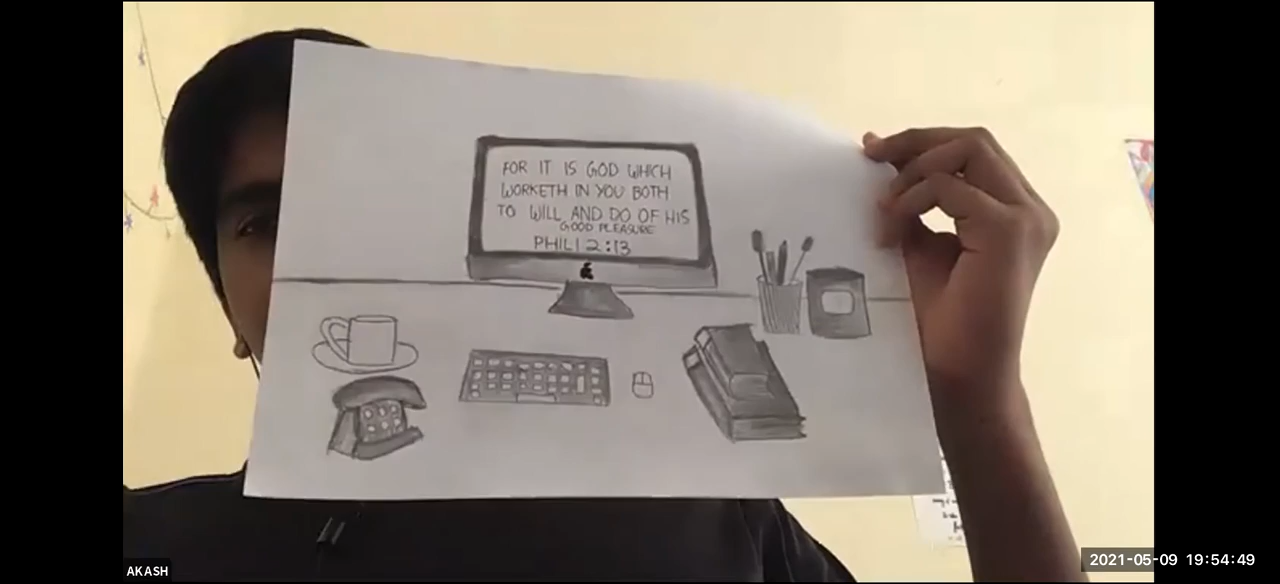 FOR IT IS GOD WHICH
WORKETH IN YOU BOTH
TO WILL AND DO OF HIS
GOOD PLEASURE
PHILI 2:13
AKASH
2021-05-09 19:54:49